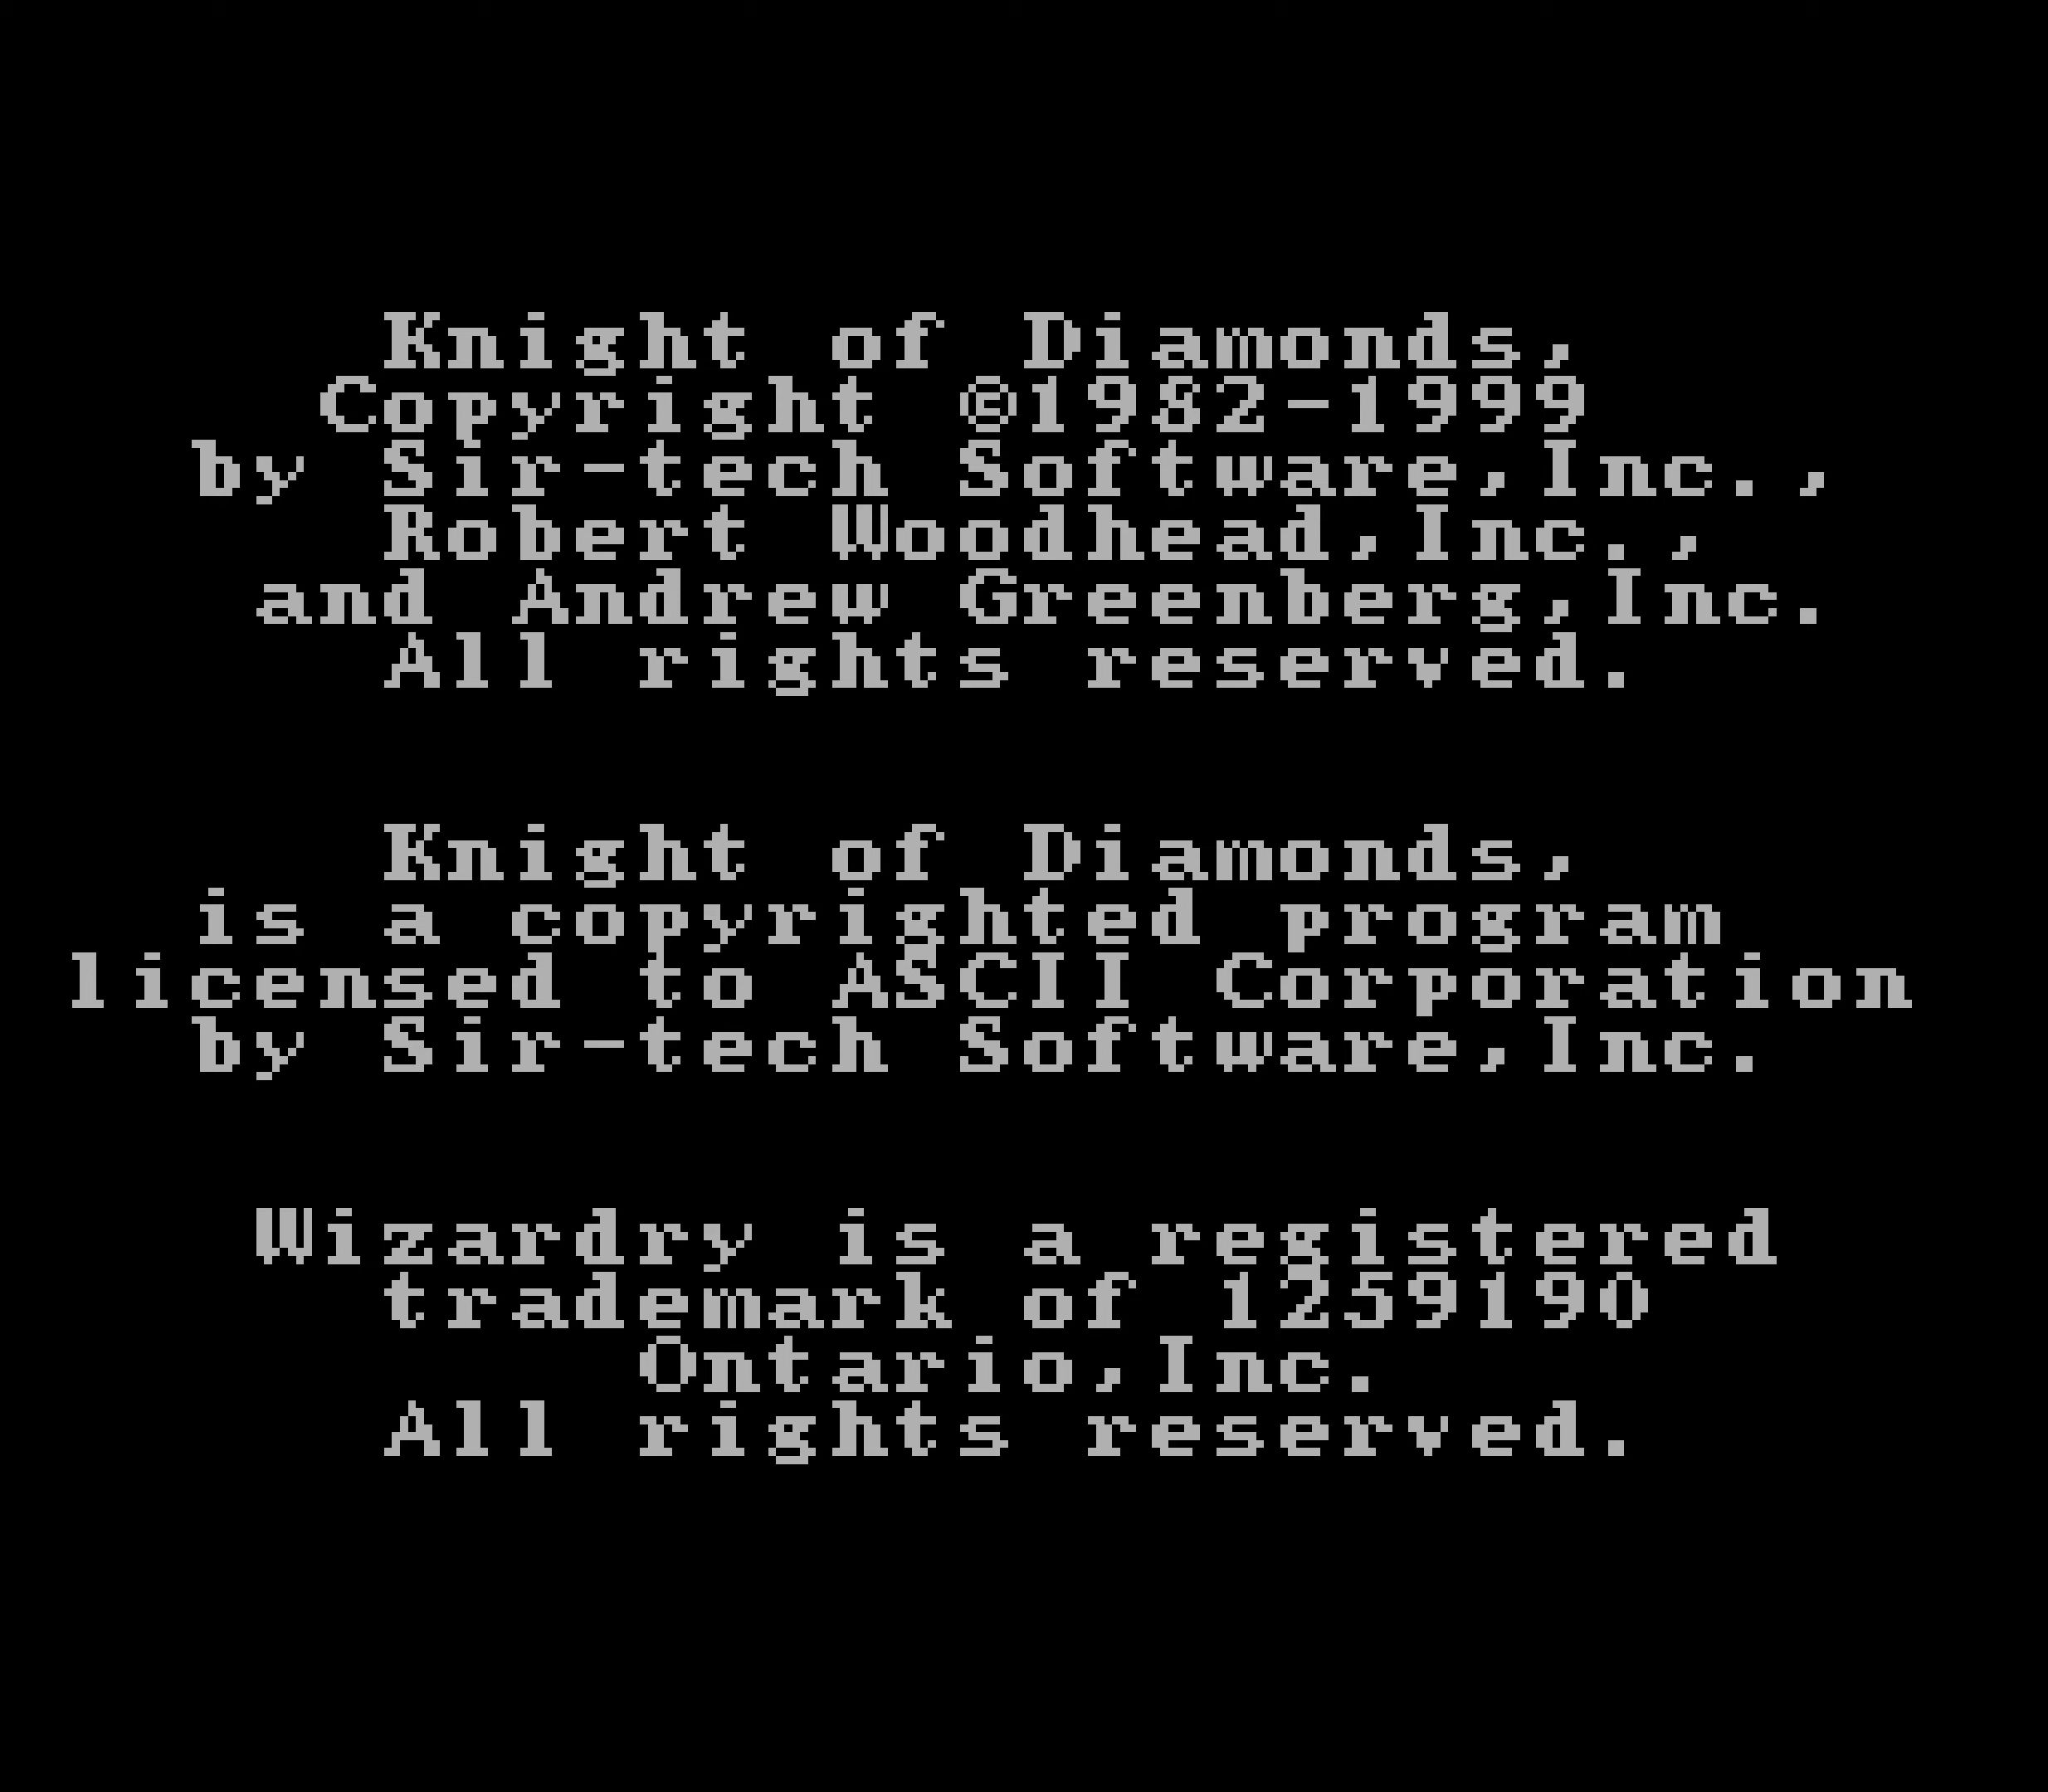 Knight of Diamonds,
Copyright ©1982-1999
by Sir-tech Software,Inc.,
Robert Woodhead,Inc.,
and Andrew Greenberg,Inc.
All rights reserved.
Knight of Diamonds,
is a copyrighted program
licensed to ASCII Corporation
by Sir-tech Software,Inc.
Wizardry is a registered
trademark of 1259190
Ontario,Inc.
All rights reserved.